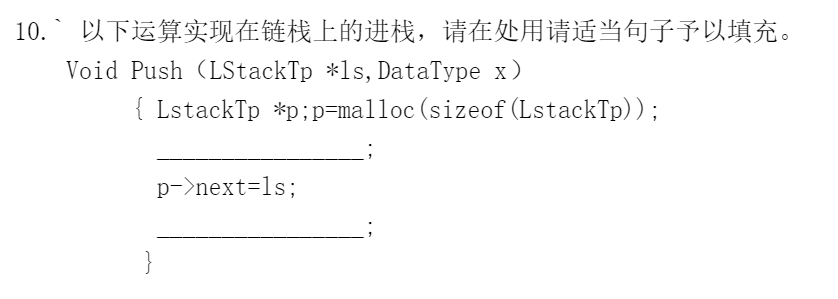 10.` 以下运算实现在链栈上的进栈，请在处用请适当句子予以填充。
Void Push（LStackTp *ls,DataType x）
{ LstackTp *p;p=malloc(sizeof(LstackTp));
________________;
p->next=ls;
________________;
}